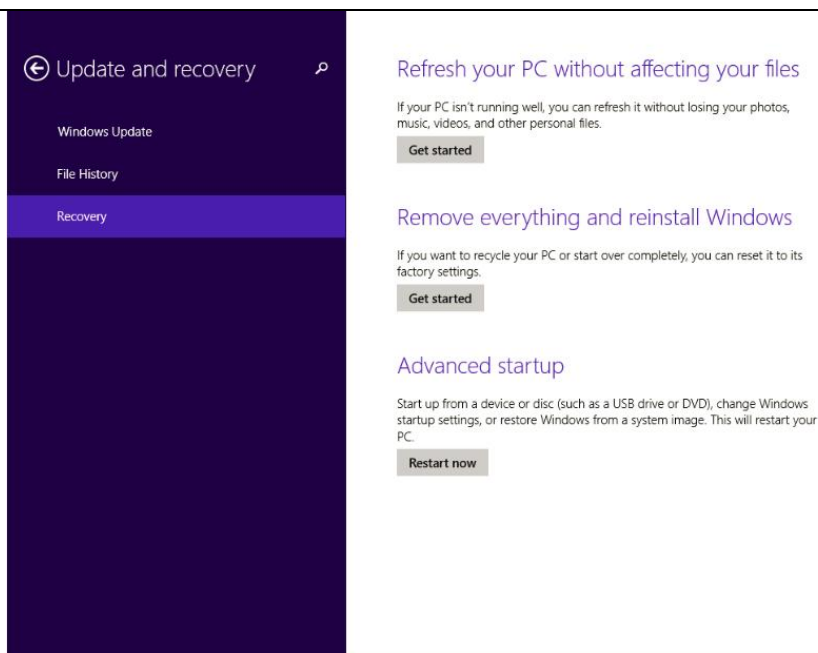 Update and recovery
Windows Update
File History
Recovery
Refresh your PC without affecting your files
If your PC isn't running well, you can refresh it without losing your photos,
music, videos, and other personal files.
Get started
Remove everything and reinstall Windows
If you want to recycle your PC or start over completely, you can reset it to its
factory settings.
Get started
Advanced startup
Start up from a device or disc (such as a USB drive or DVD), change Windows
startup settings, or restore Windows from a system image. This will restart your
PC.
Restart now